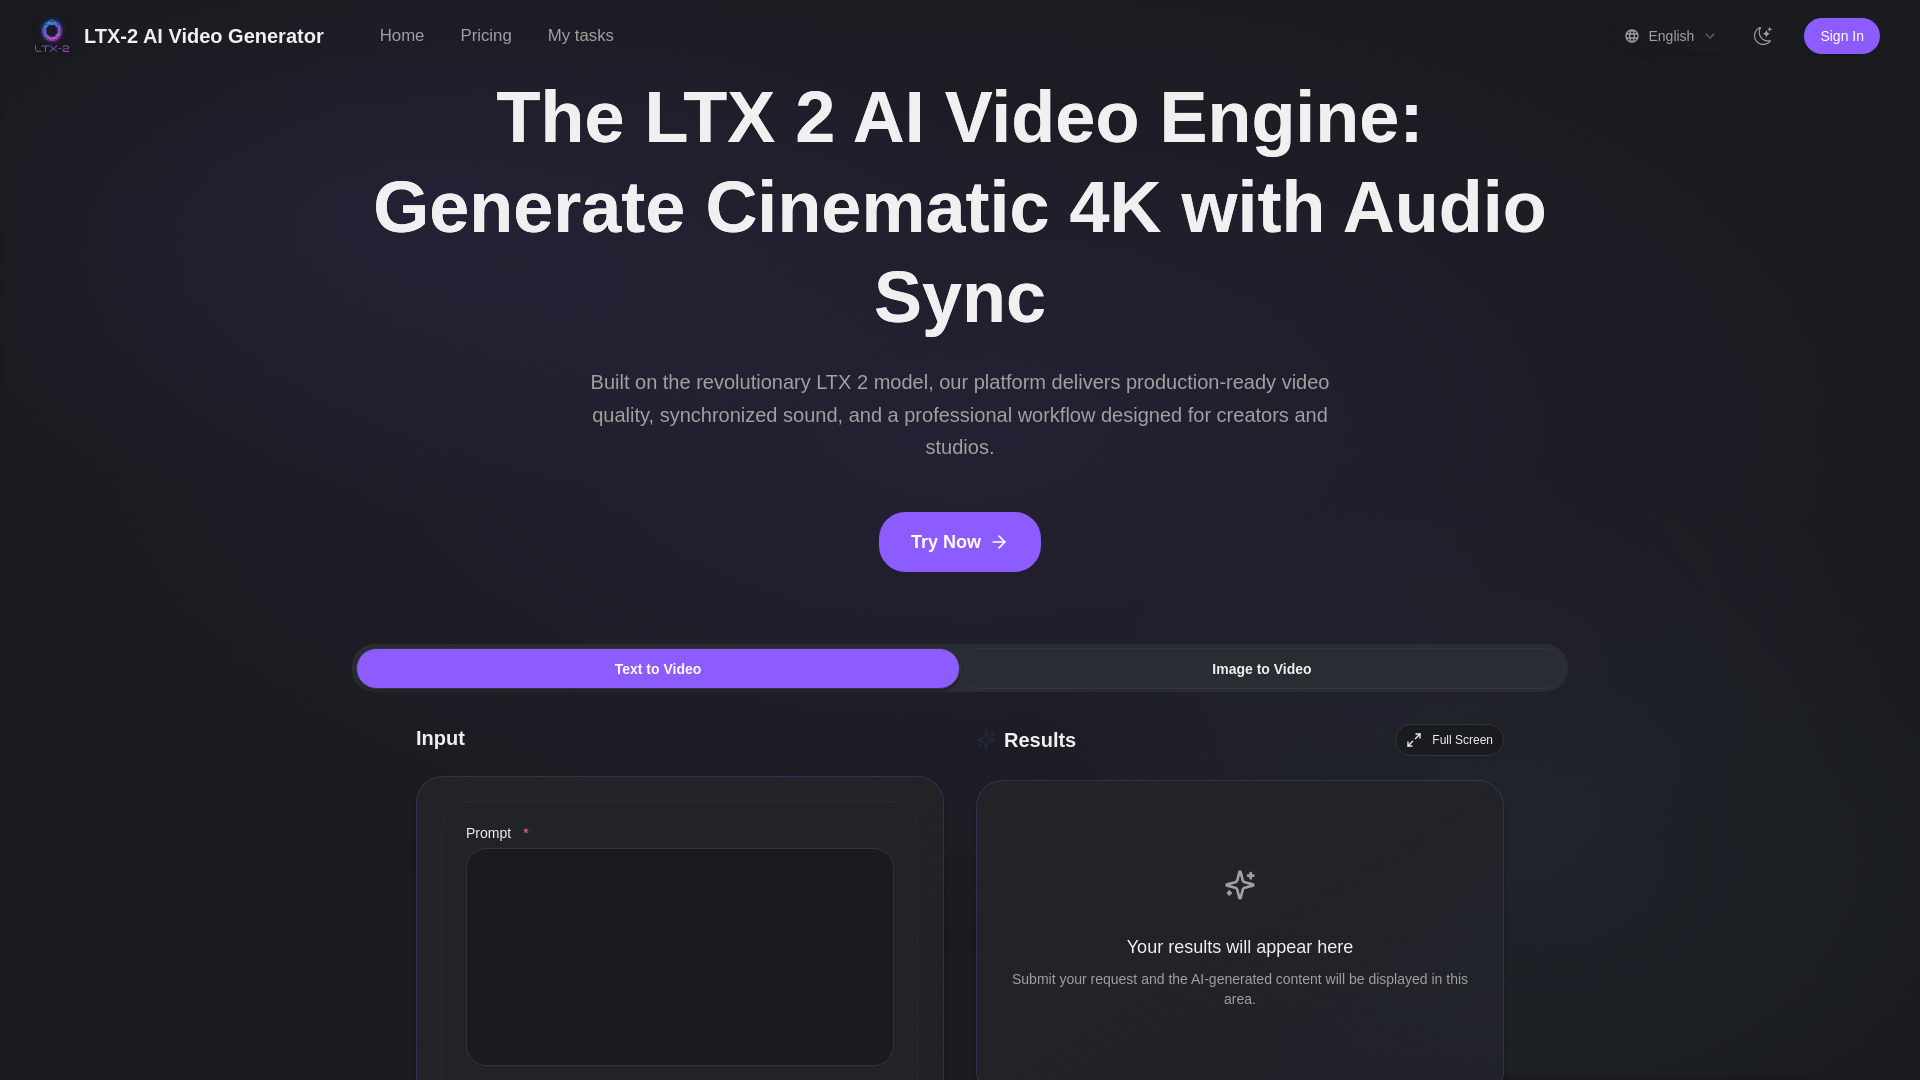 LTX-2
LTX-2 AI Video Generator
Home
Pricing
My tasks
English
Sign In
The LTX 2 AI Video Engine:
Generate Cinematic 4K with Audio
Sync
Built on the revolutionary LTX 2 model, our platform delivers production-ready video
quality, synchronized sound, and a professional workflow designed for creators and
studios.
Try Now
Text to Video
Image to Video
Input
Results
Full Screen
Prompt *
Your results will appear here
Submit your request and the AI-generated content will be displayed in this
area.